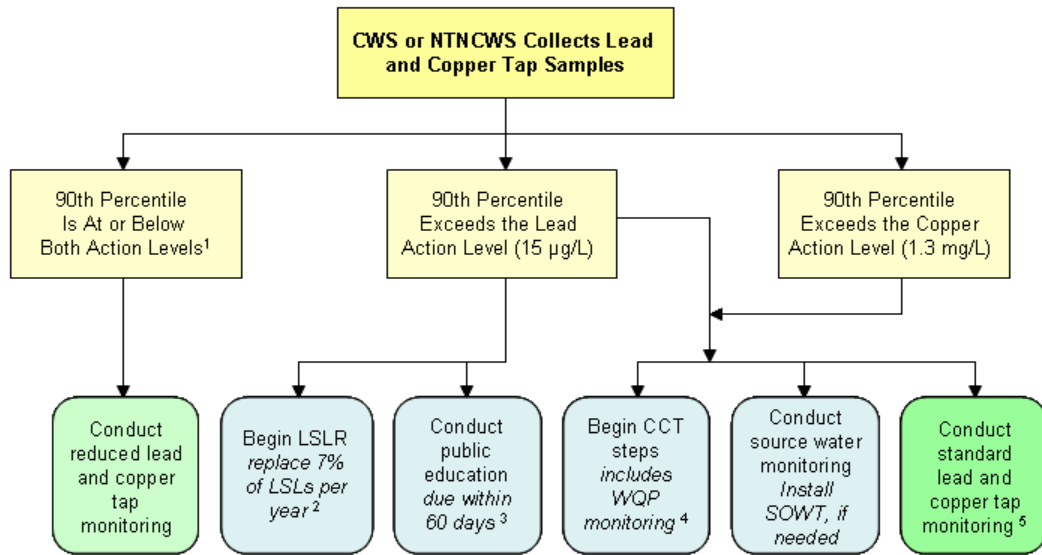 CWS or NTNCWS Collects Lead
and Copper Tap Samples
90th Percentile
Is At or Below
Both Action Levels¹
90th Percentile
Exceeds the Lead
Action Level (15 µg/L)
90th Percentile
Exceeds the Copper
Action Level (1.3 mg/L)
Conduct
reduced lead
and copper
tap
monitoring
Begin LSLR
replace 7%
of LSLs per
year ²
Conduct
public
education
due within
60 days ³
Begin CCT
steps
includes
WQP
monitoring ⁴
Conduct
source water
monitoring
Install
SOWT, if
needed
Conduct
standard
lead and
copper tap
monitoring ⁵